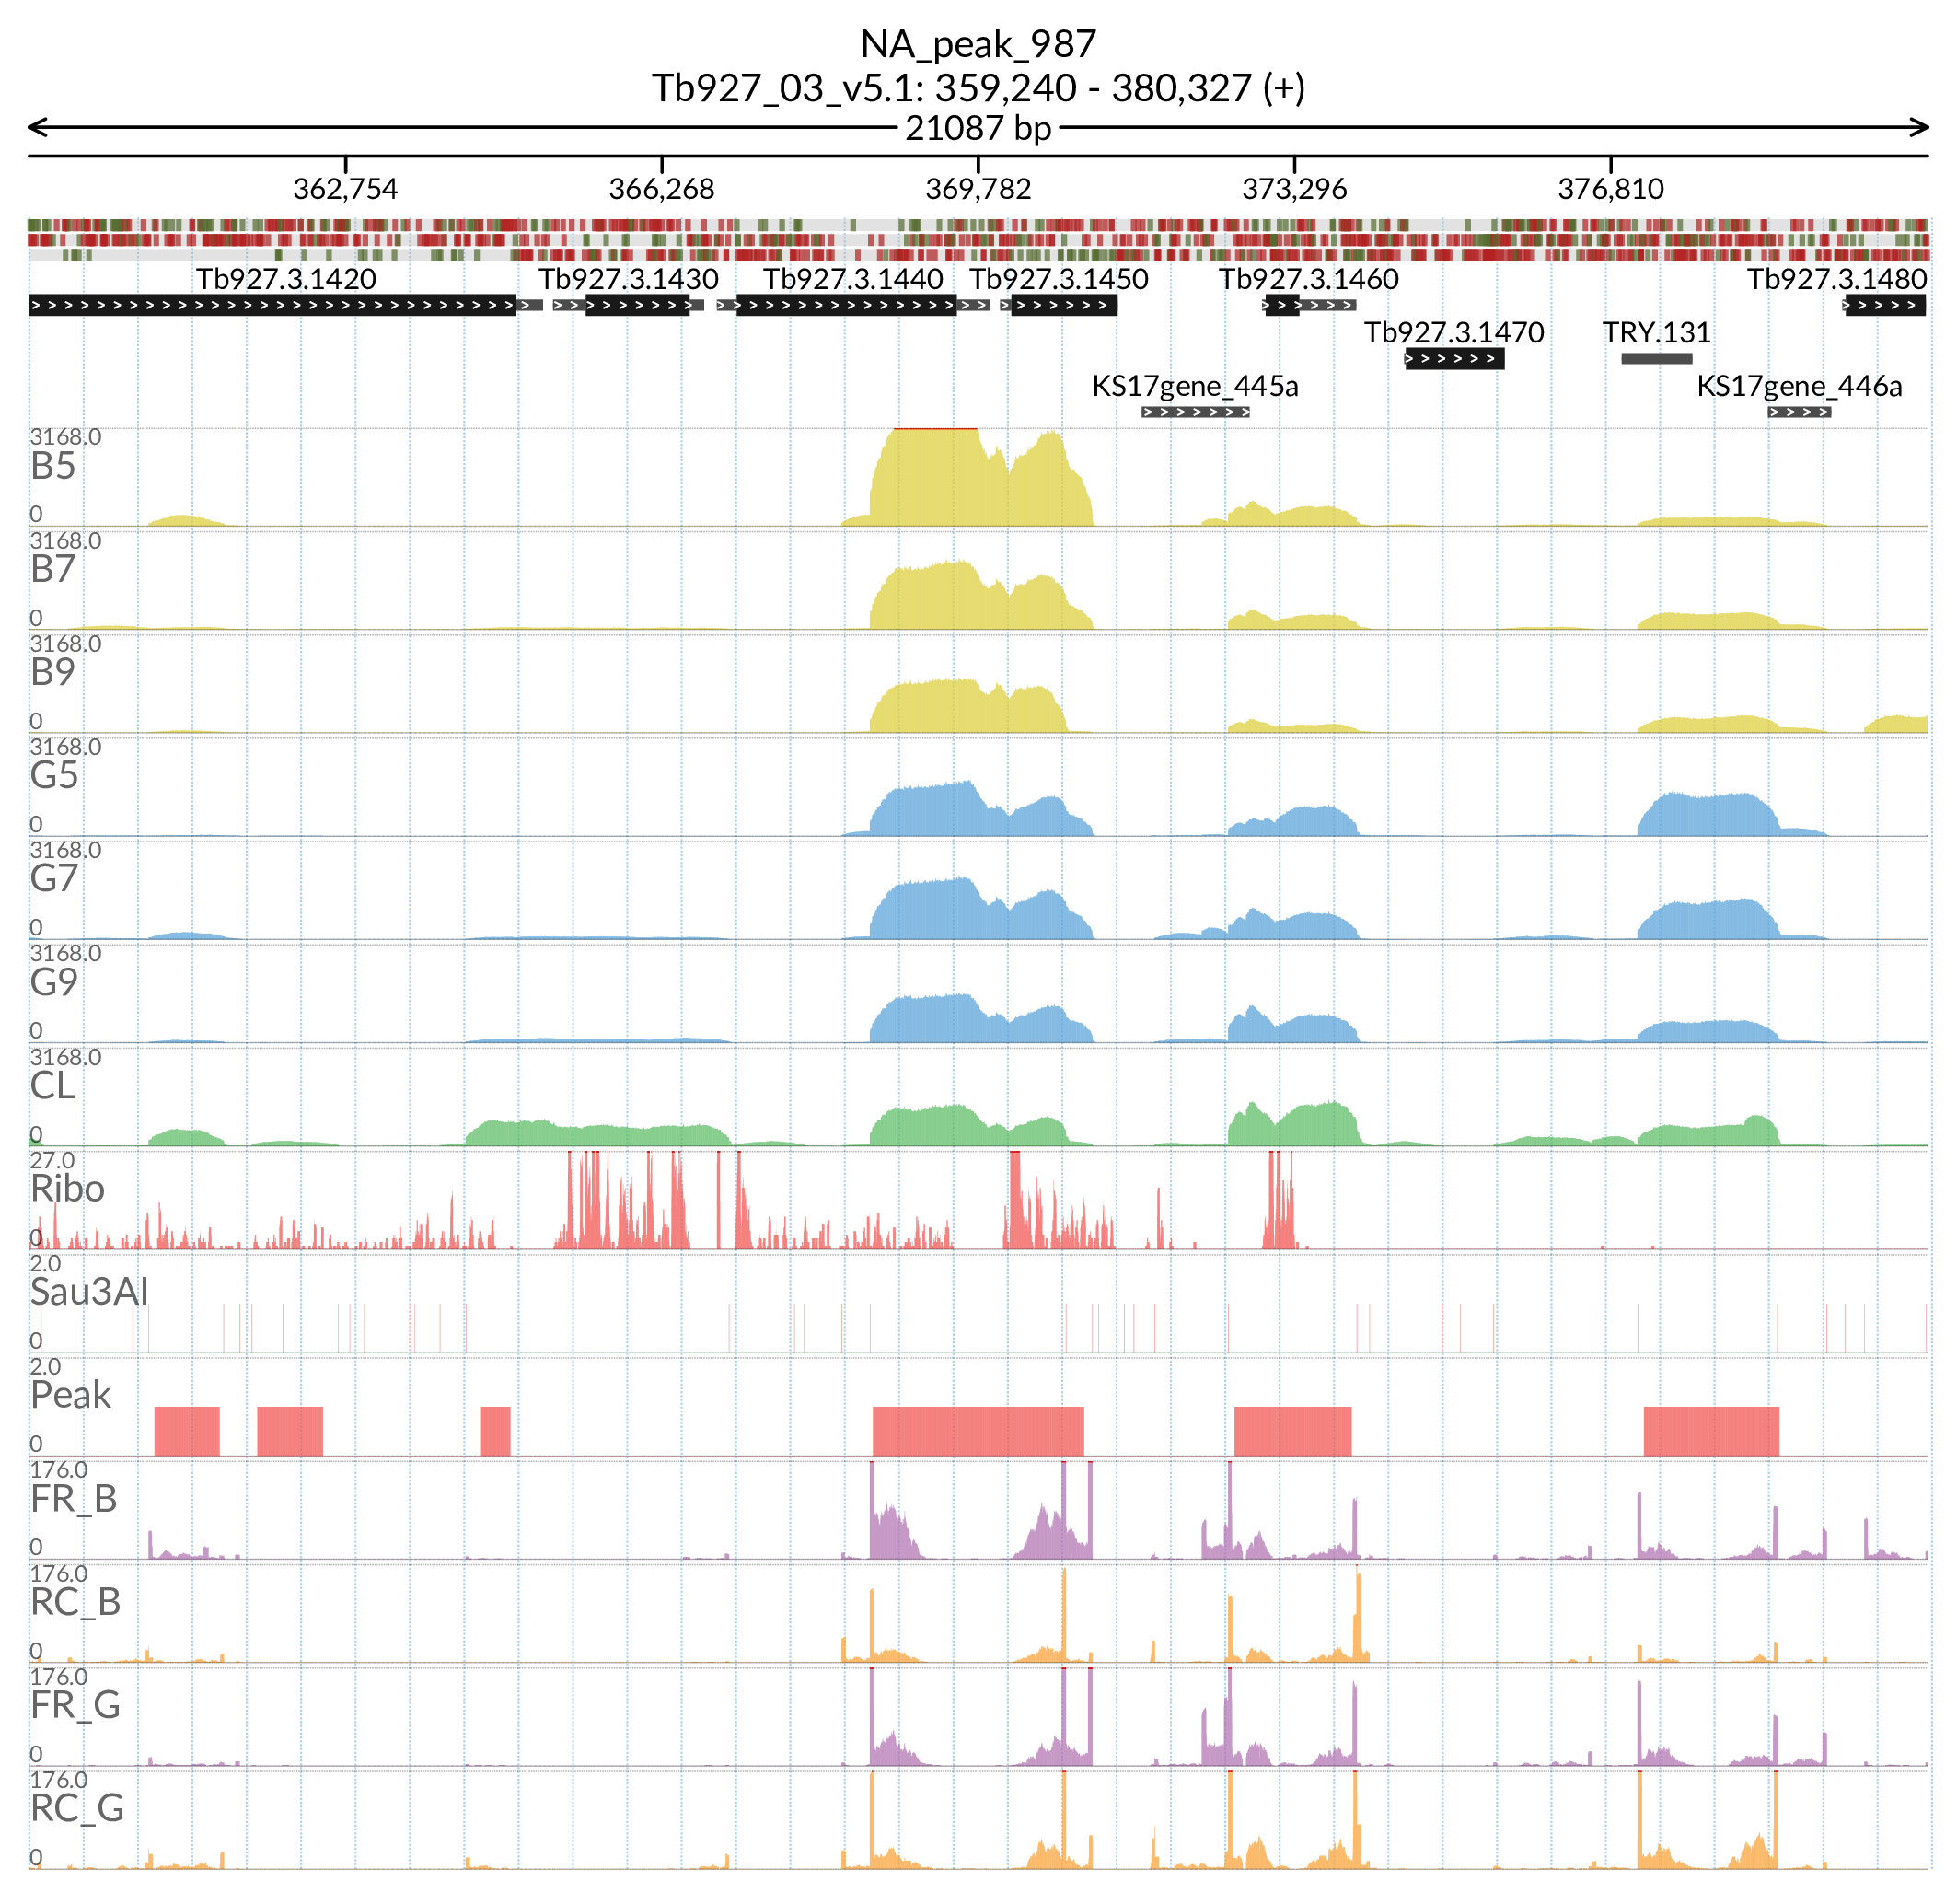 NA_peak_987
Tb927_03_v5.1: 359,240 - 380,327 (+)
21087 bp
362,754 366,268 369,782 373,296 376,810
Tb927.3.1420 Tb927.3.1430 Tb927.3.1440 Tb927.3.1450 Tb927.3.1460 Tb927.3.1480
Tb927.3.1470 TRY.131
KS17gene_445a KS17gene_446a
3168.0
B5
0
3168.0
B7
0
3168.0
B9
0
3168.0
G5
0
3168.0
G7
0
3168.0
G9
0
3168.0
CL
0
27.0
Ribo
0
2.0
Sau3AI
0
2.0
Peak
0
176.0
FR_B
0
176.0
RC_B
0
176.0
FR_G
0
176.0
RC_G
0